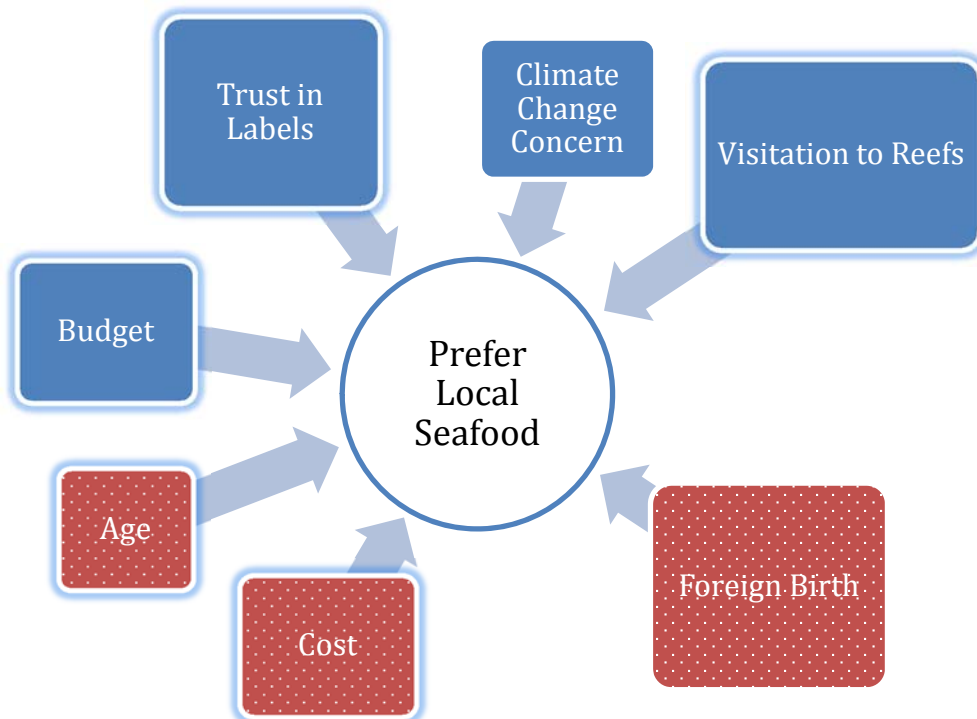 Trust in
Labels
Climate
Change
Concern
Visitation to Reefs
Budget
Prefer
Local
Seafood
Age
Cost
Foreign Birth